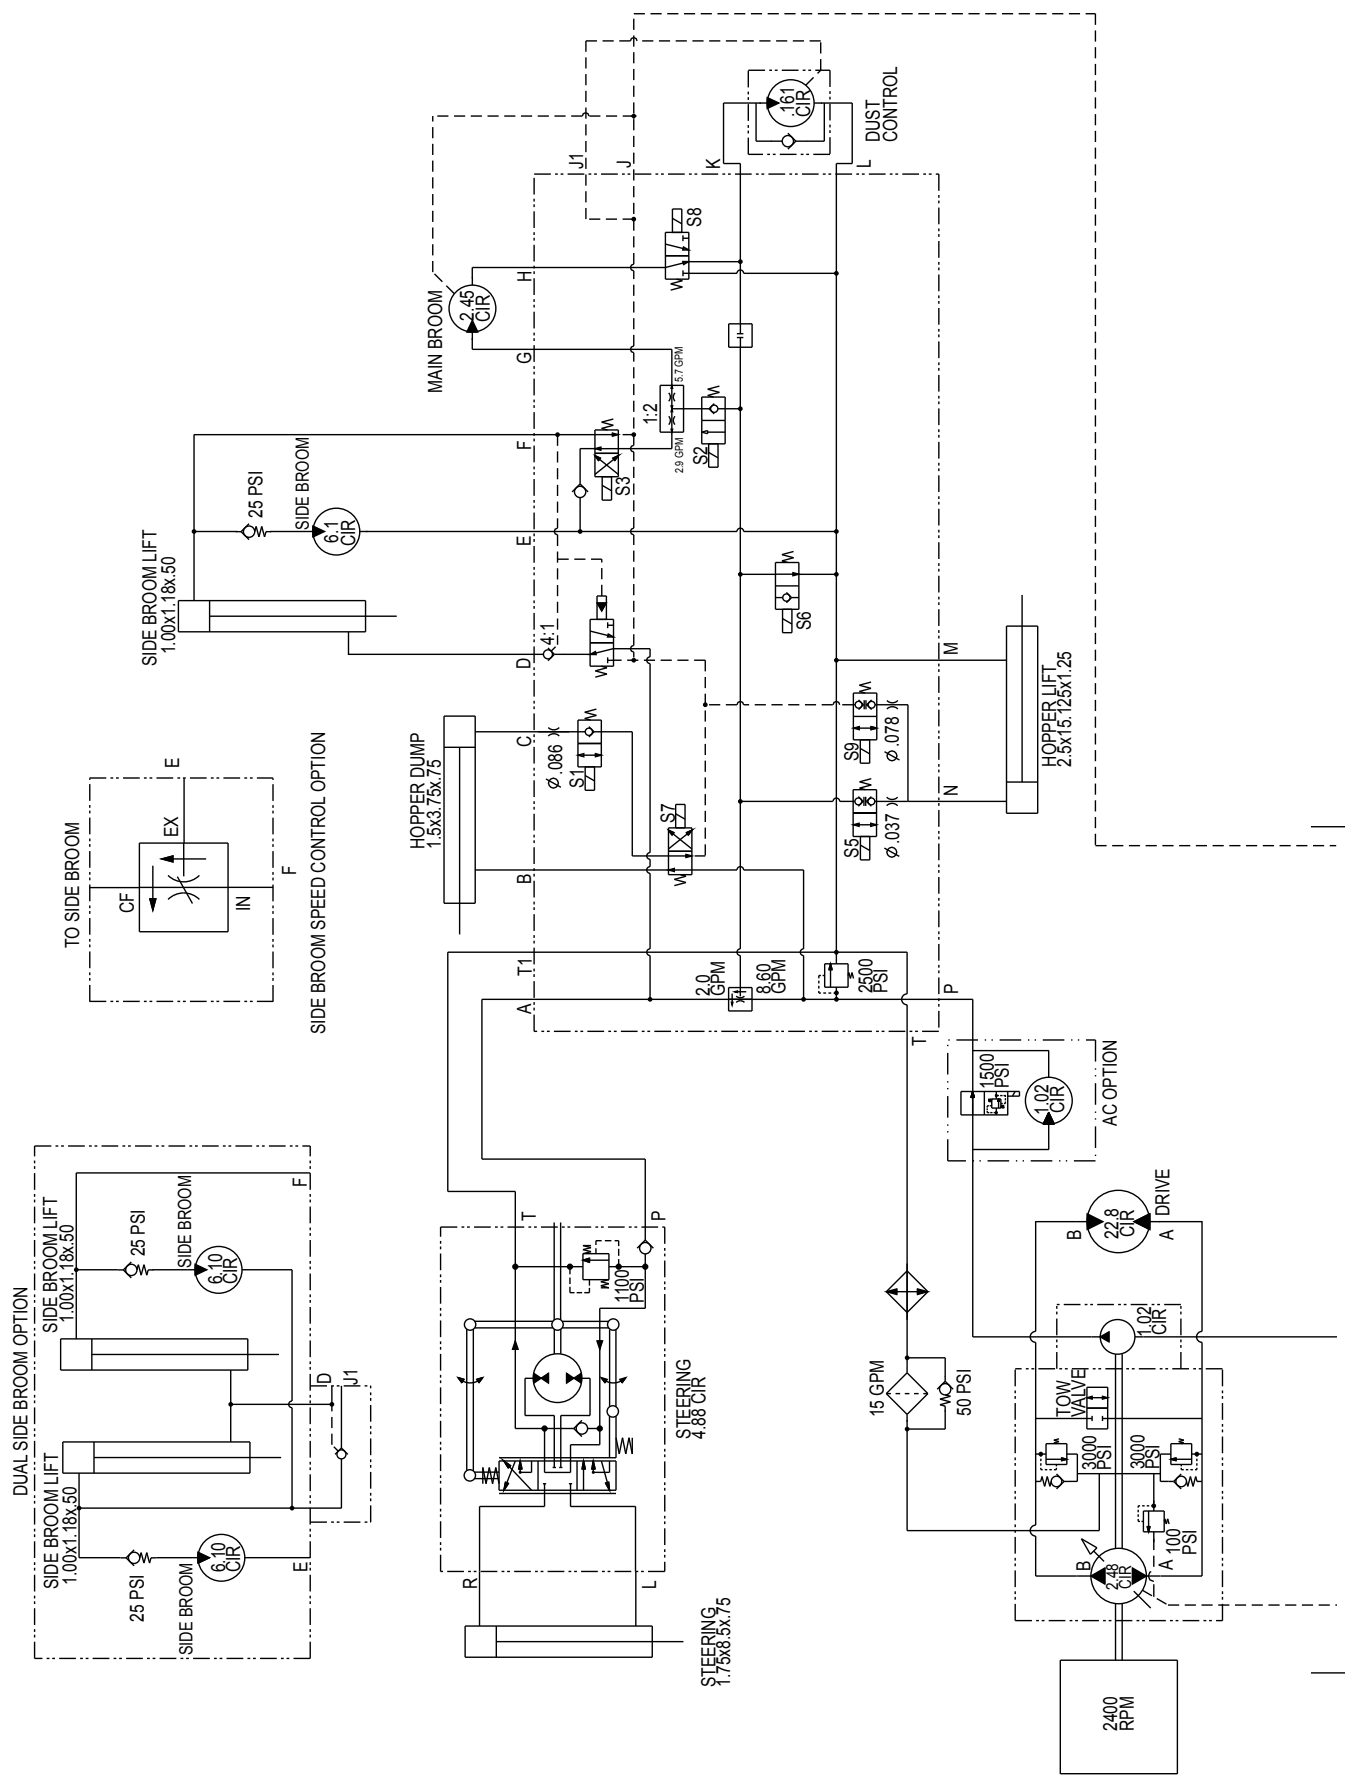 DUAL SIDE BROOM OPTION
SIDE BROOM LIFT
1.00x1.18x.50
25 PSI
SIDE BROOM
6.10
CIR
E
SIDE BROOM LIFT
1.00x1.18x.50
25 PSI
SIDE BROOM
6.10
CIR
F
D
J1
TO SIDE BROOM
CF
EX
E
IN
F
SIDE BROOM SPEED CONTROL OPTION
SIDE BROOM LIFT
1.00x1.18x.50
25 PSI
SIDE BROOM
6.1
CIR
MAIN BROOM
2.45
CIR
HOPPER DUMP
1.5x3.75x.75
A
T1
B
C
D
E
F
G
H
J1
J
K
L
DUST
CONTROL
.161
CIR
Ø .086
S1
S7
4:1
S3
1:2
2.9 GPM
5.7 GPM
S2
S8
S6
S9
Ø .078
S5
Ø .037
2.0
GPM
8.60
GPM
2500
PSI
T
P
N
M
HOPPER LIFT
2.5x15.125x1.25
STEERING
1.75x8.5x.75
R
L
T
P
1100
PSI
STEERING
4.88 CIR
15 GPM
50 PSI
1500
PSI
1.02
CIR
AC OPTION
2400
RPM
2.48
CIR
B
A
100
PSI
3000
PSI
3000
PSI
TOW
VALVE
1.02
CIR
22.8
CIR
B
A
DRIVE